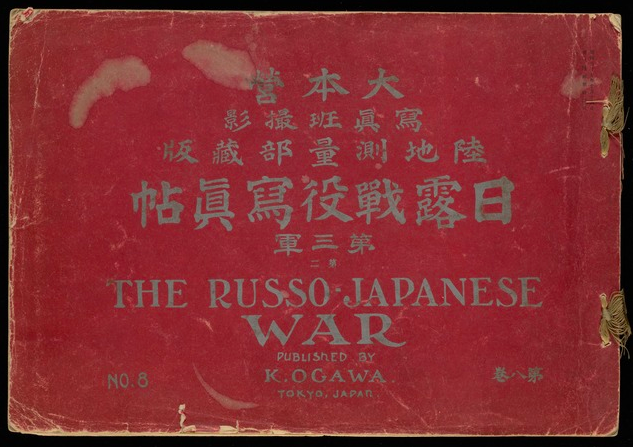 大本営
寫眞班撮影
陸地測量部藏版
日露戰役寫眞帖
第三軍
第二
THE RUSSO-JAPANESE
WAR
PUBLISHED BY
K. OGAWA.
TOKYO, JAPAN.
NO. 8
第八巻